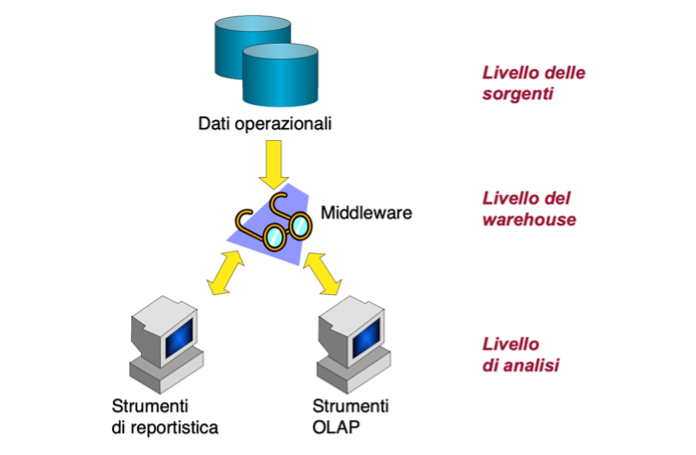 Livello delle
sorgenti
Dati operazionali
Livello del
warehouse
Middleware
Livello
di analisi
Strumenti
di reportistica
Strumenti
OLAP